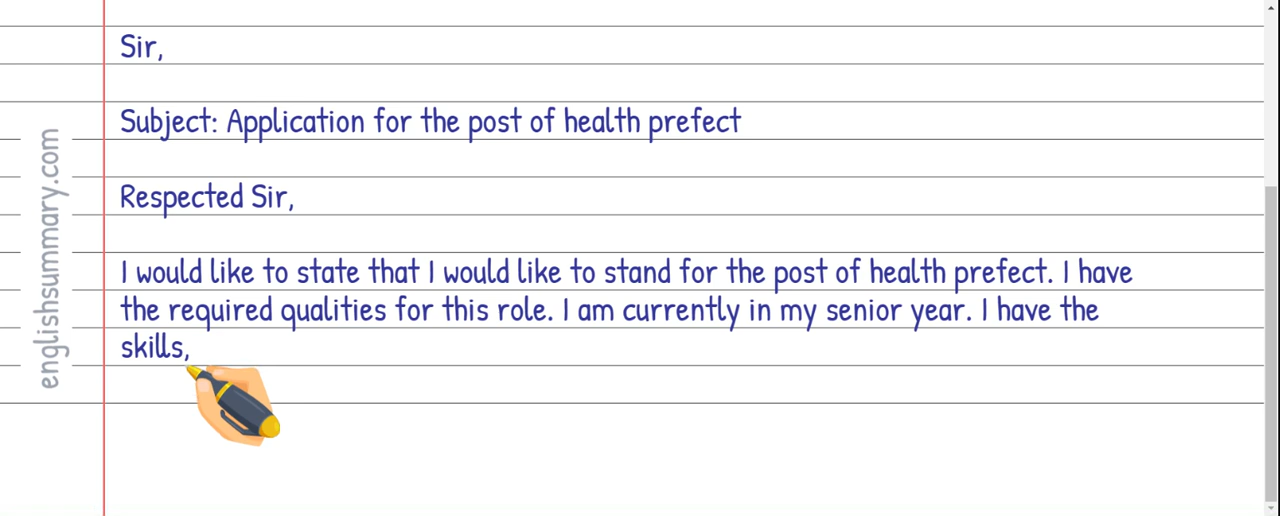 Sir,
Subject: Application for the post of health prefect
Respected Sir,
I would like to state that I would like to stand for the post of health prefect. I have
the required qualities for this role. I am currently in my senior year. I have the
skills,
englishsummary.com